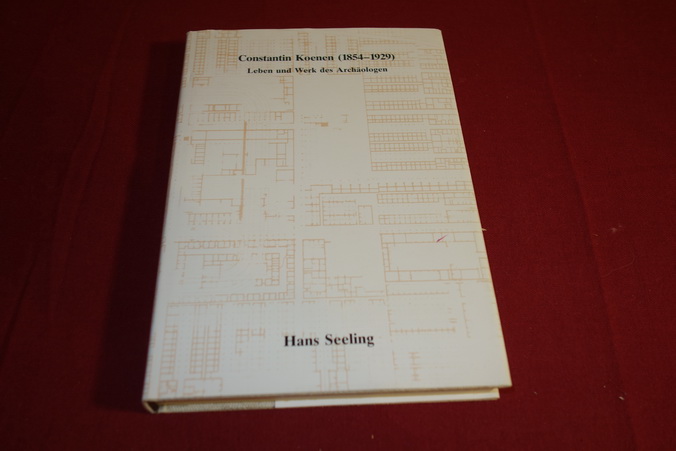 Constantin Koenen (1854–1929)
Leben und Werk des Archäologen
Hans Seeling